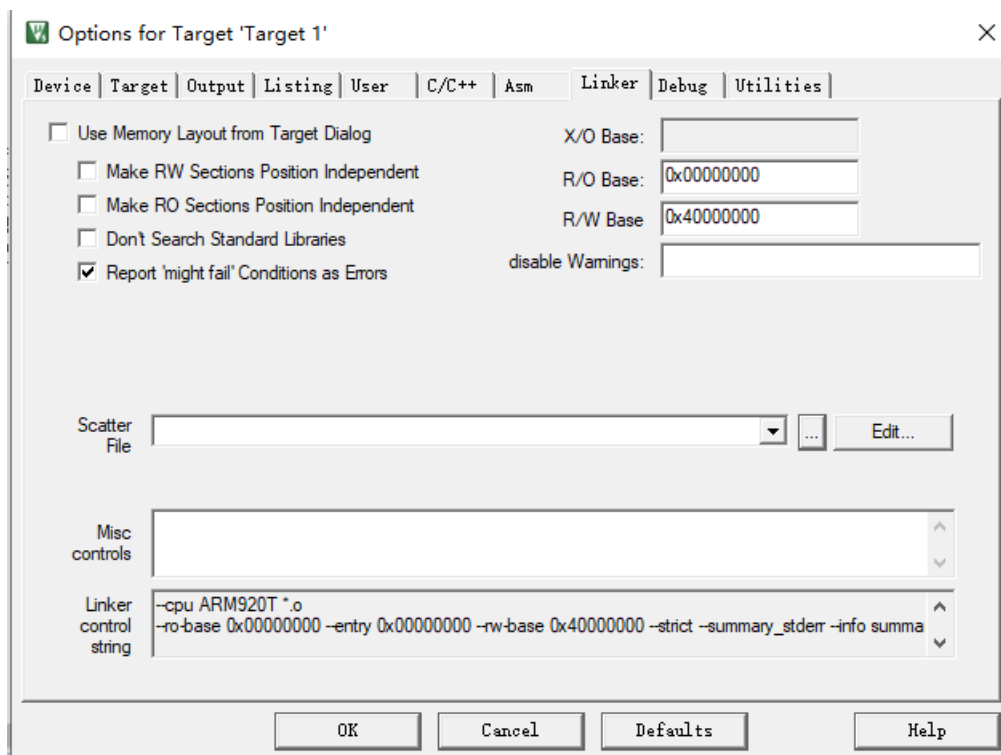 Options for Target 'Target 1'
Device Target Output Listing User C/C++ Asm Linker Debug Utilities
Use Memory Layout from Target Dialog
X/O Base:
Make RW Sections Position Independent
R/O Base: 0x00000000
Make RO Sections Position Independent
R/W Base 0x40000000
Don't Search Standard Libraries
disable Warnings:
Report 'might fail' Conditions as Errors
Scatter
File
...
Edit...
Misc
controls
Linker
control
string
--cpu ARM920T *.o
--ro-base 0x00000000 --entry 0x00000000 --rw-base 0x40000000 --strict --summary_stderr --info summa
OK Cancel Defaults Help